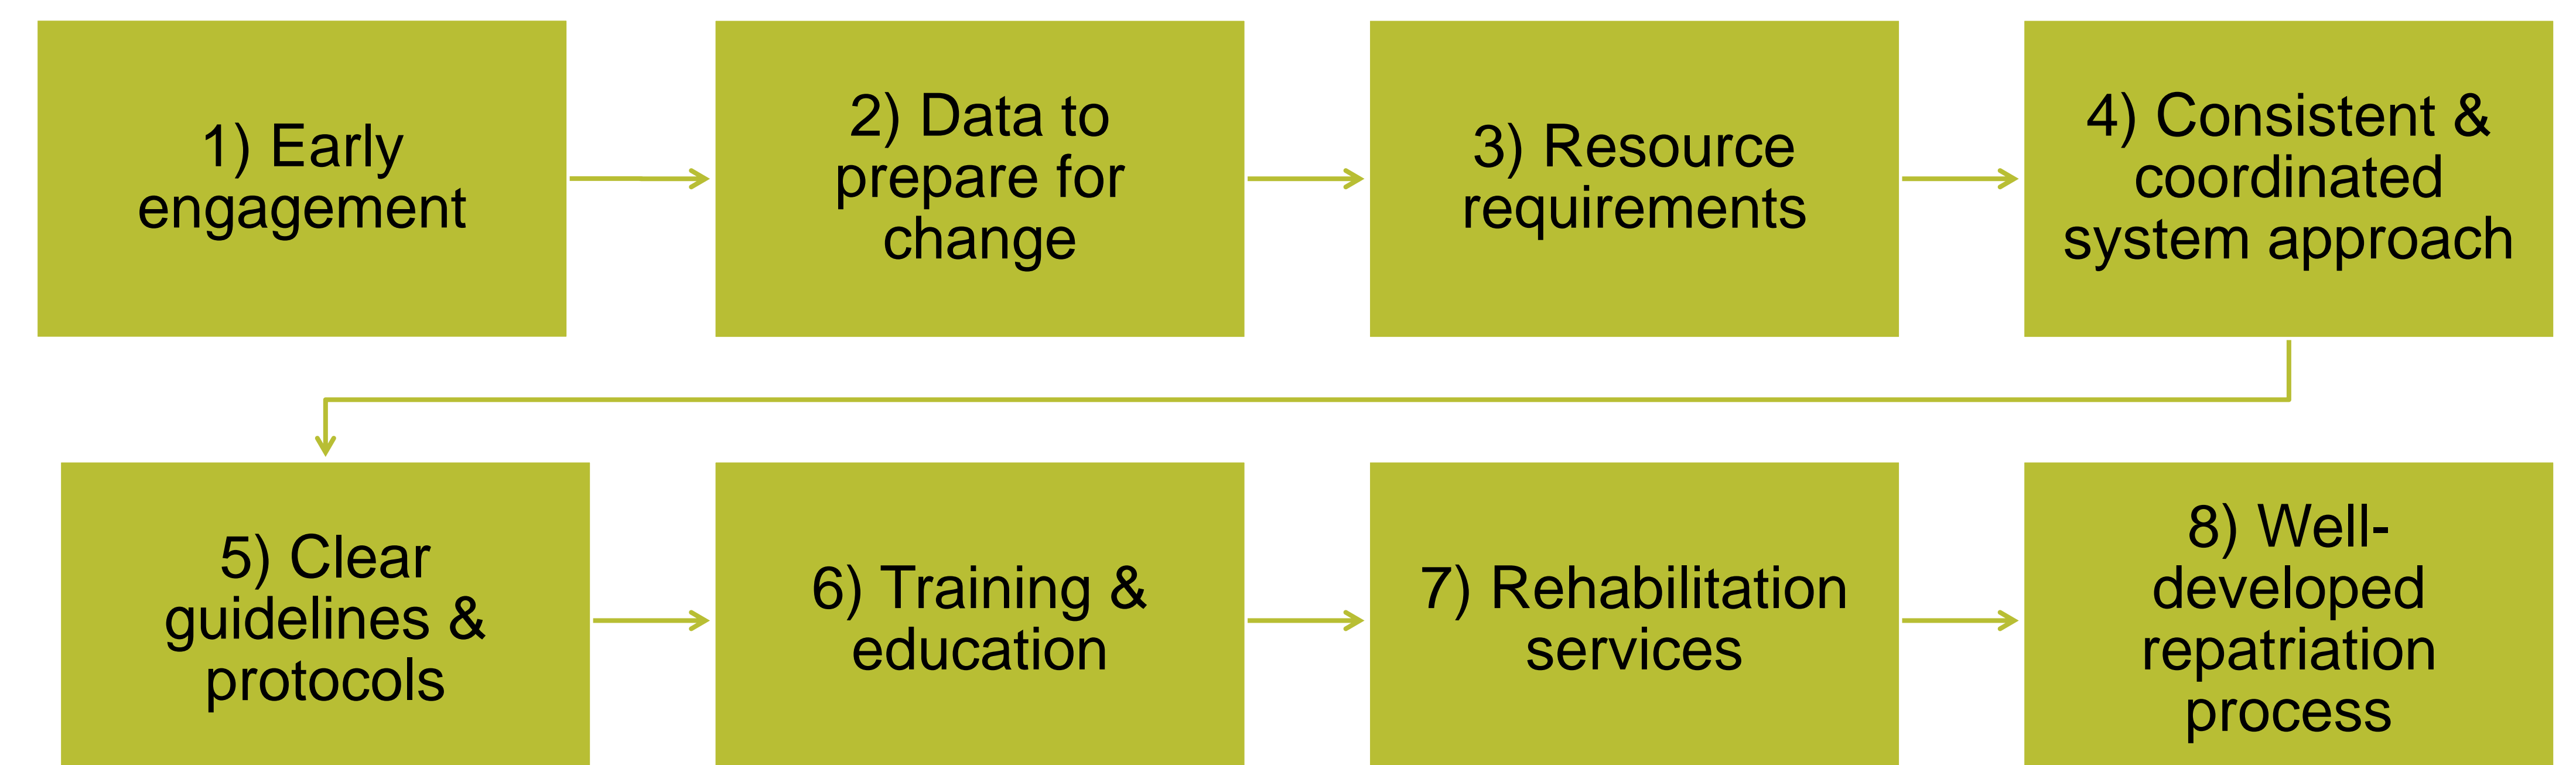 1) Early
engagement
2) Data to
prepare for
change
3) Resource
requirements
4) Consistent &
coordinated
system approach
5) Clear
guidelines &
protocols
6) Training &
education
7) Rehabilitation
services
8) Well-
developed
repatriation
process